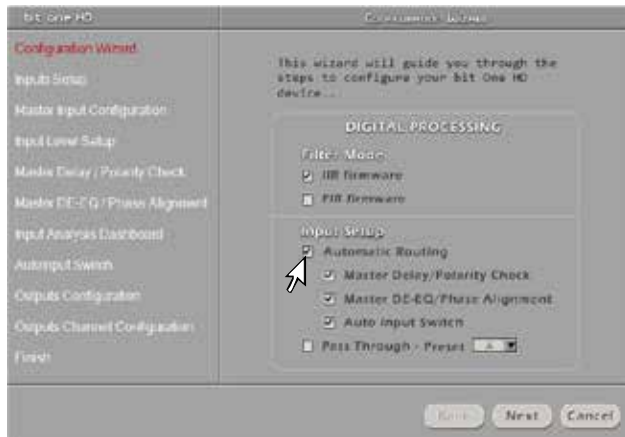 bit one HD
Configuration Wizard
Configuration Wizard
Inputs Setup
Master Input Configuration
Input Level Setup
Master Delay / Polarity Check
Master DE-EQ / Phase Alignment
Input Analysis Dashboard
Autoinput Switch
Outputs Configuration
Outputs Channel Configuration
Finish
This wizard will guide you through the
steps to configure your bit One HD
device...
DIGITAL PROCESSING
Filter Mode
IIR firmware
FIR firmware
Input Setup
Automatic Routing
Master Delay/Polarity Check
Master DE-EQ/Phase Alignment
Auto Input Switch
Pass Through - Preset A
Back
Next
Cancel